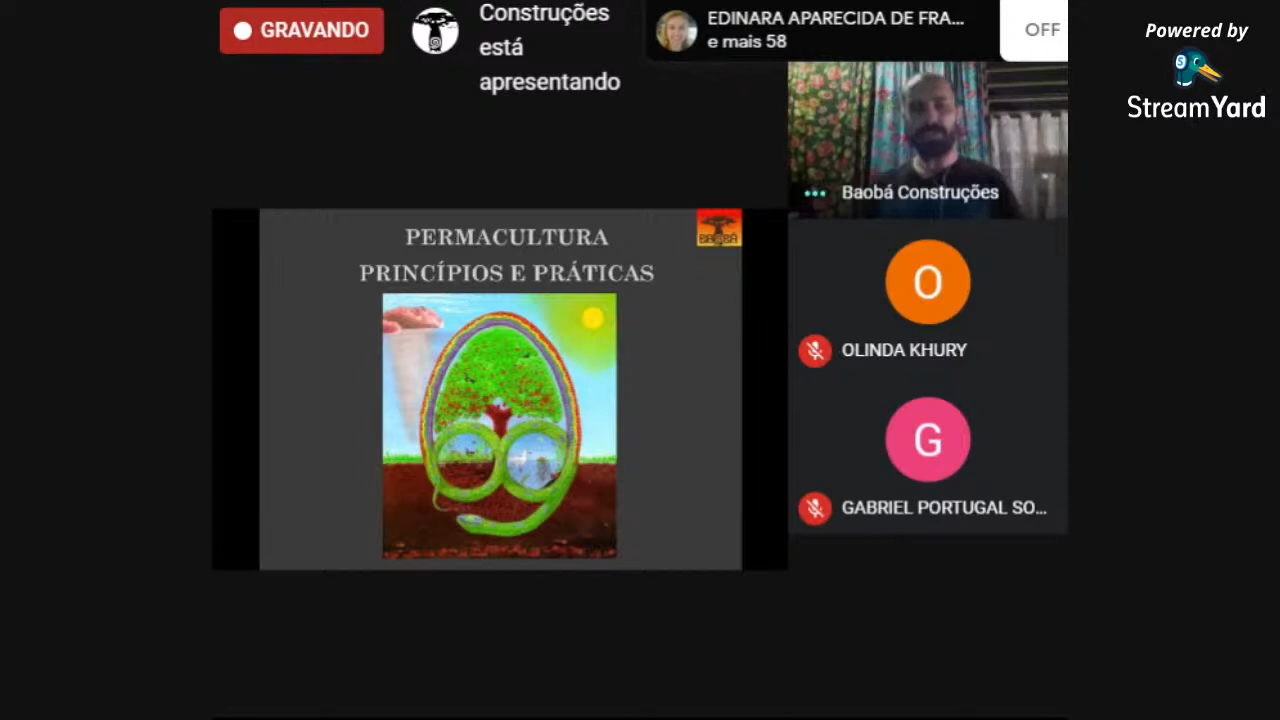 GRAVANDO
Construções
está
apresentando
EDINARA APARECIDA DE FRA...
e mais 58
OFF
Powered by
S
StreamYard
Baobá Construções
PERMACULTURA
PRINCÍPIOS E PRÁTICAS
BAOBÁ
O
OLINDA KHURY
G
GABRIEL PORTUGAL SO...